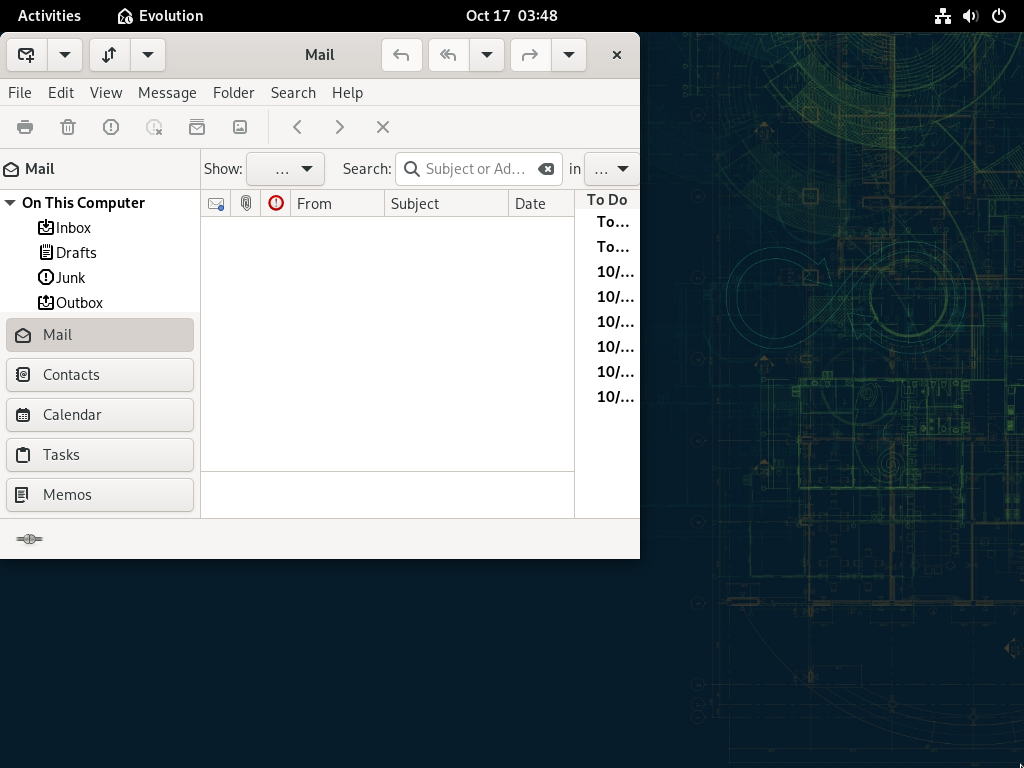 Activities Evolution Oct 17 03:48
Mail
File Edit View Message Folder Search Help
Mail Show: ... Search: Subject or Ad... in ...
On This Computer From Subject Date To Do
Inbox
Drafts
Junk
Outbox
Mail
Contacts
Calendar
Tasks
Memos
To...
To...
10/...
10/...
10/...
10/...
10/...
10/...